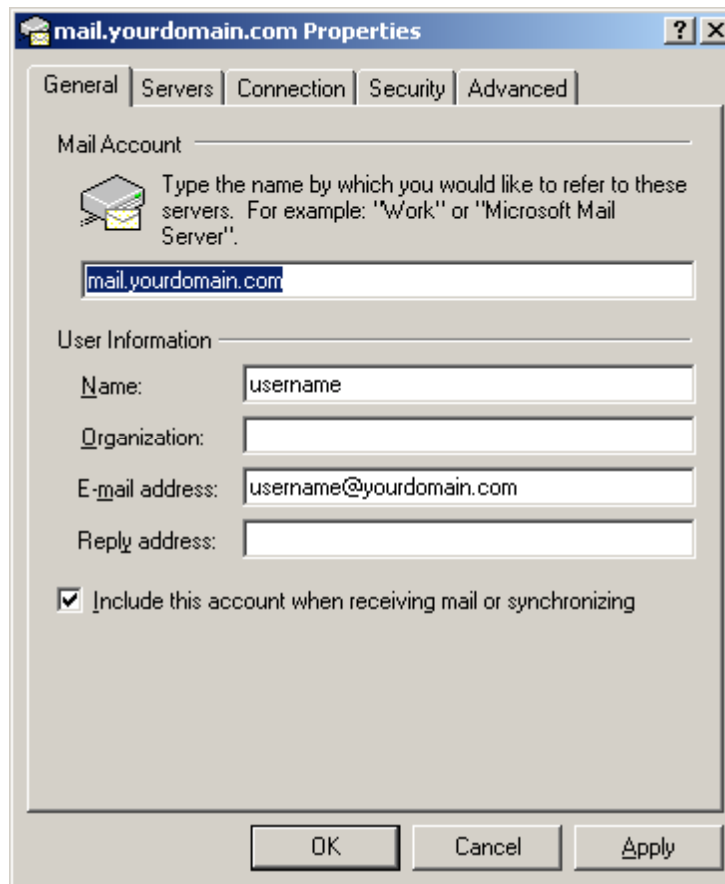 mail.yourdomain.com Properties
General Servers Connection Security Advanced
Mail Account
Type the name by which you would like to refer to these
servers. For example: "Work" or "Microsoft Mail
Server".
mail.yourdomain.com
User Information
Name: username
Organization:
E-mail address: username@yourdomain.com
Reply address:
Include this account when receiving mail or synchronizing
OK Cancel Apply